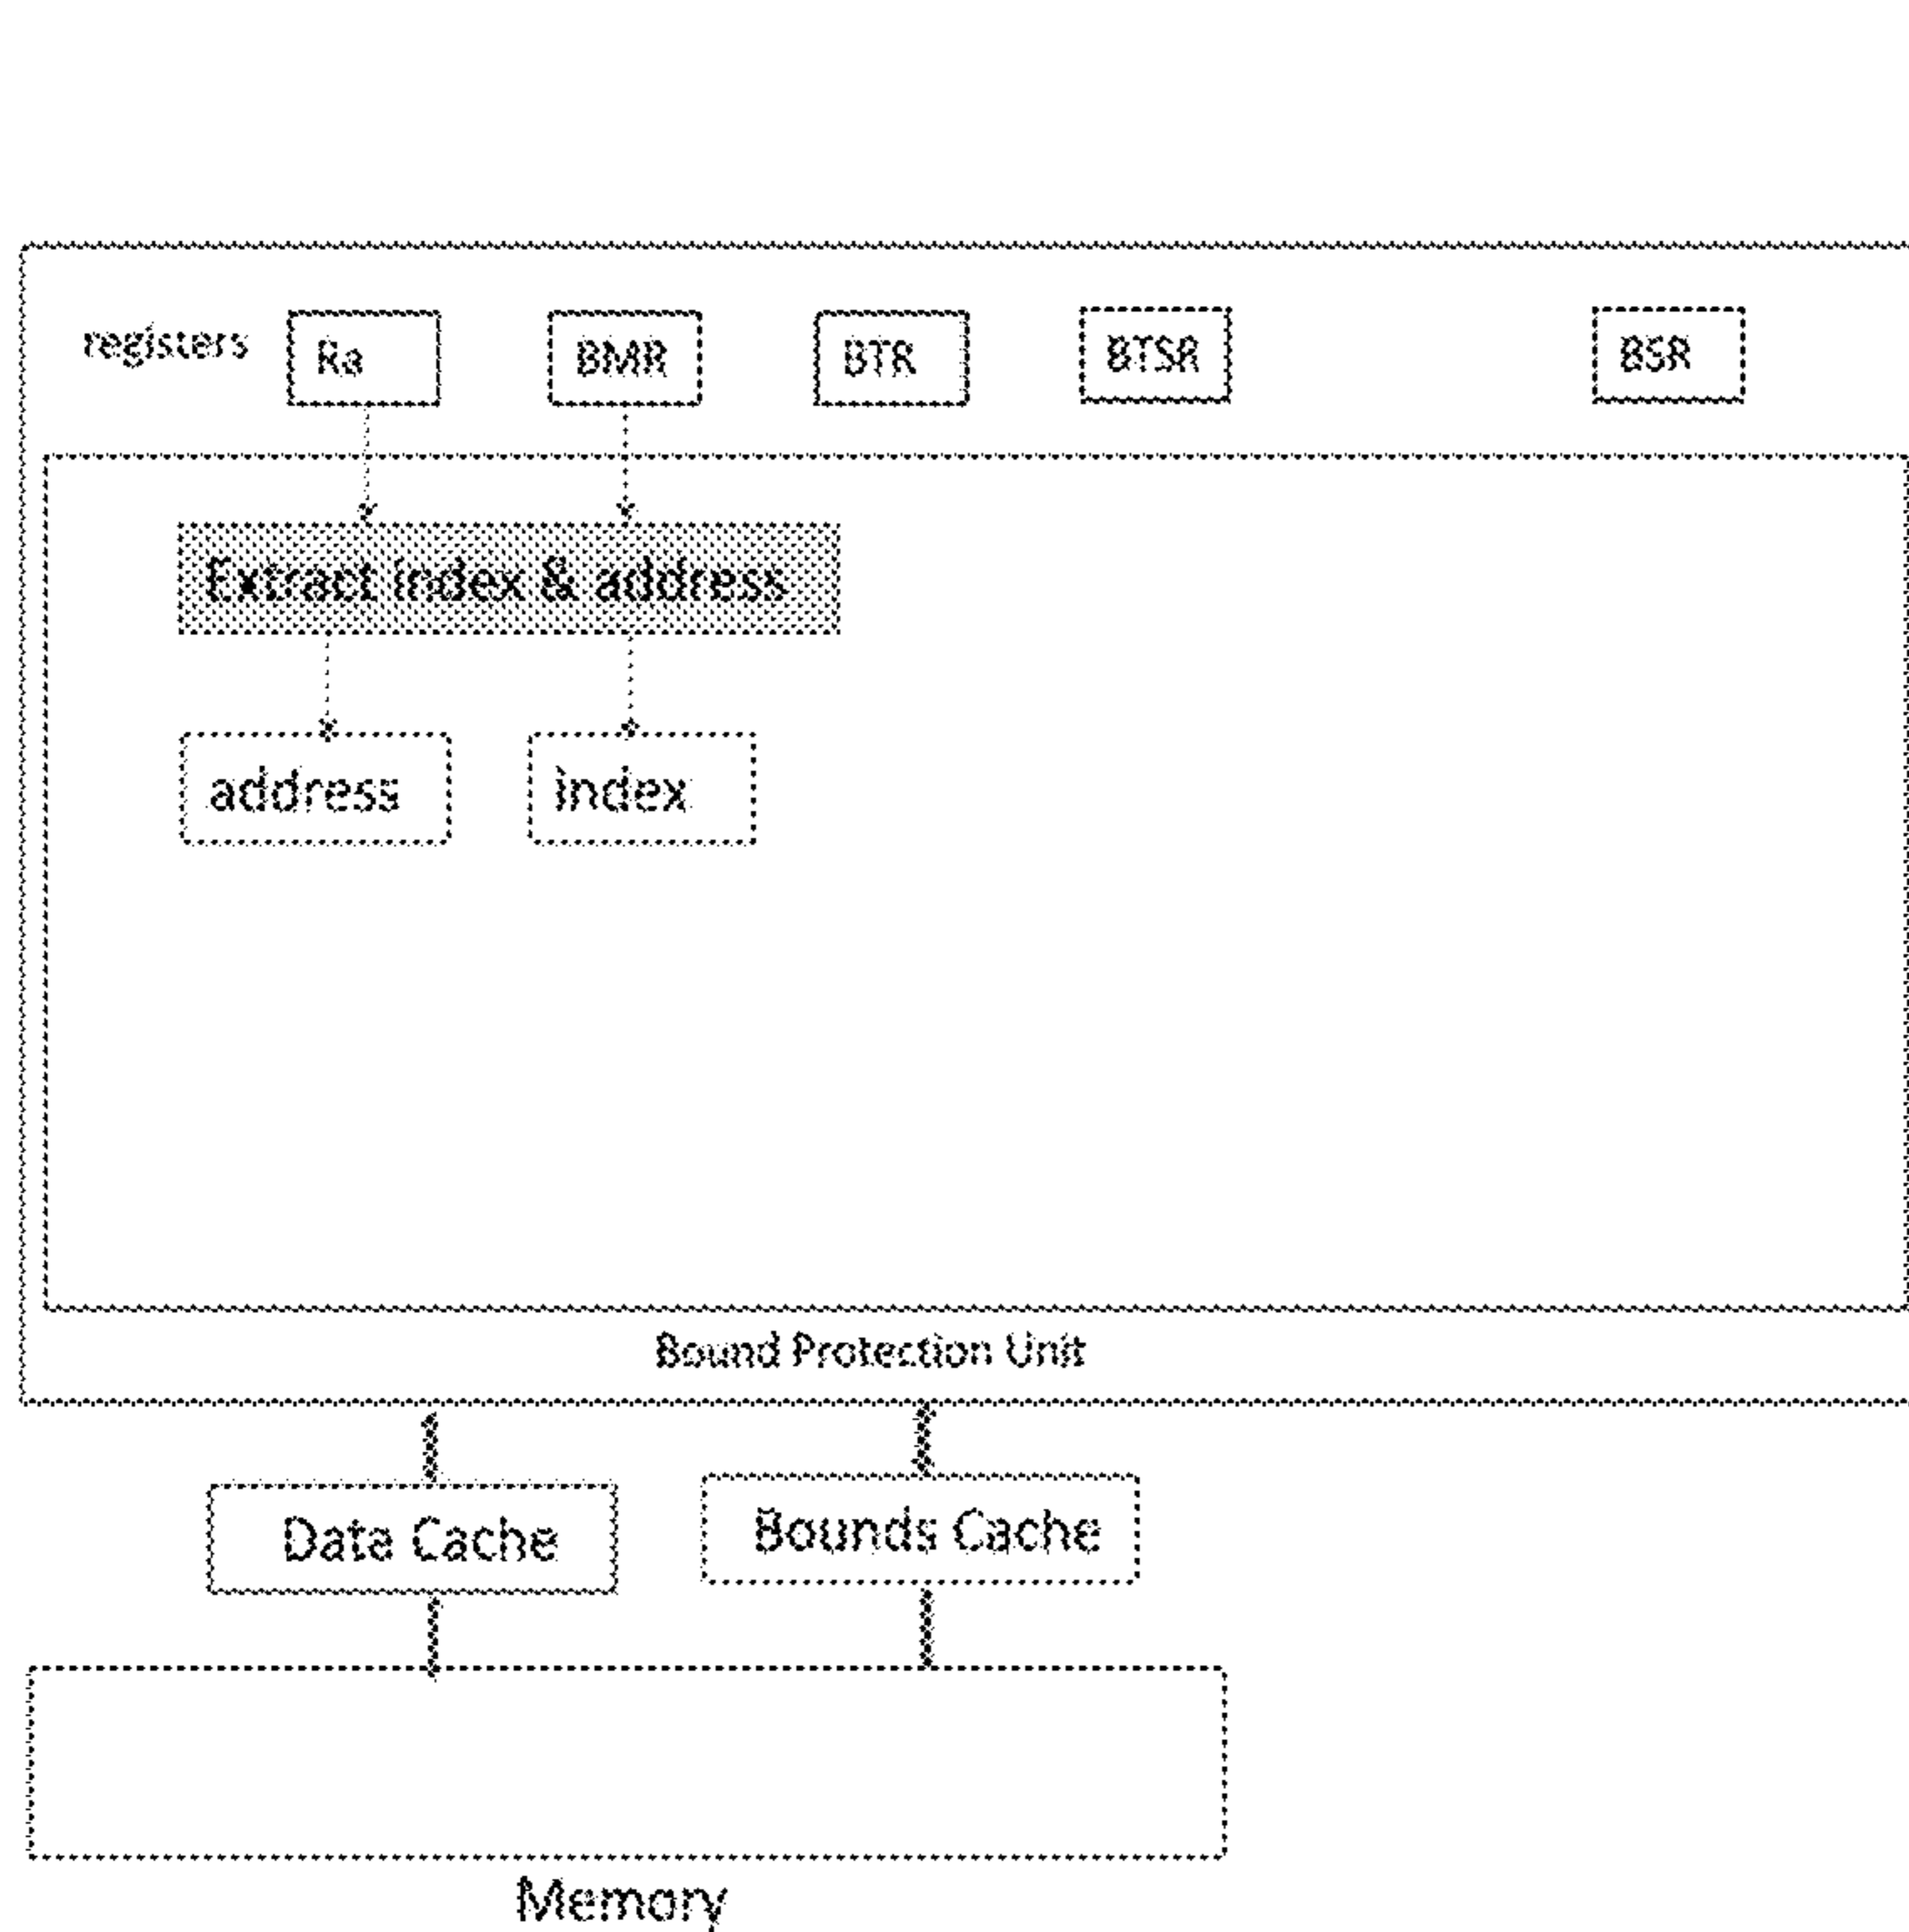 registers Ra BMR BTR BTSR BSR
Extract index & address
address index
Bound Protection Unit
Data Cache Bounds Cache
Memory